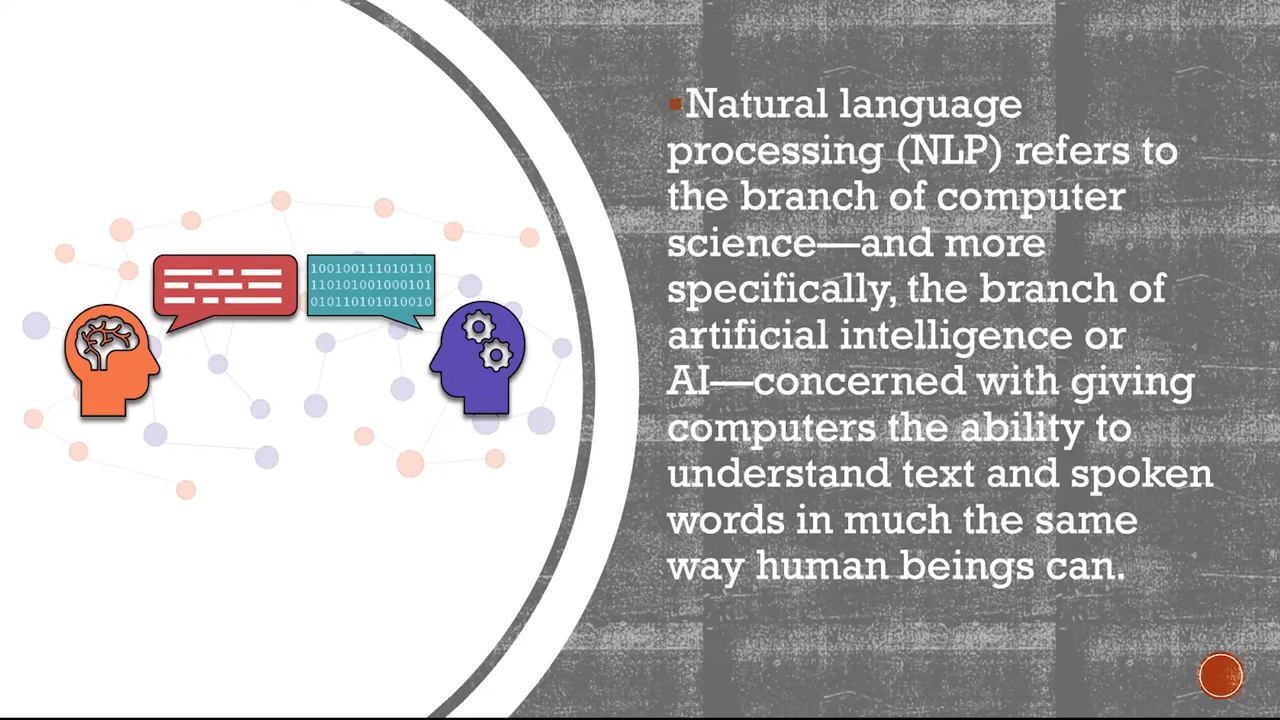 100100111010110
110101001000101
010110101010010
Natural language
processing (NLP) refers to
the branch of computer
science—and more
specifically, the branch of
artificial intelligence or
AI—concerned with giving
computers the ability to
understand text and spoken
words in much the same
way human beings can.